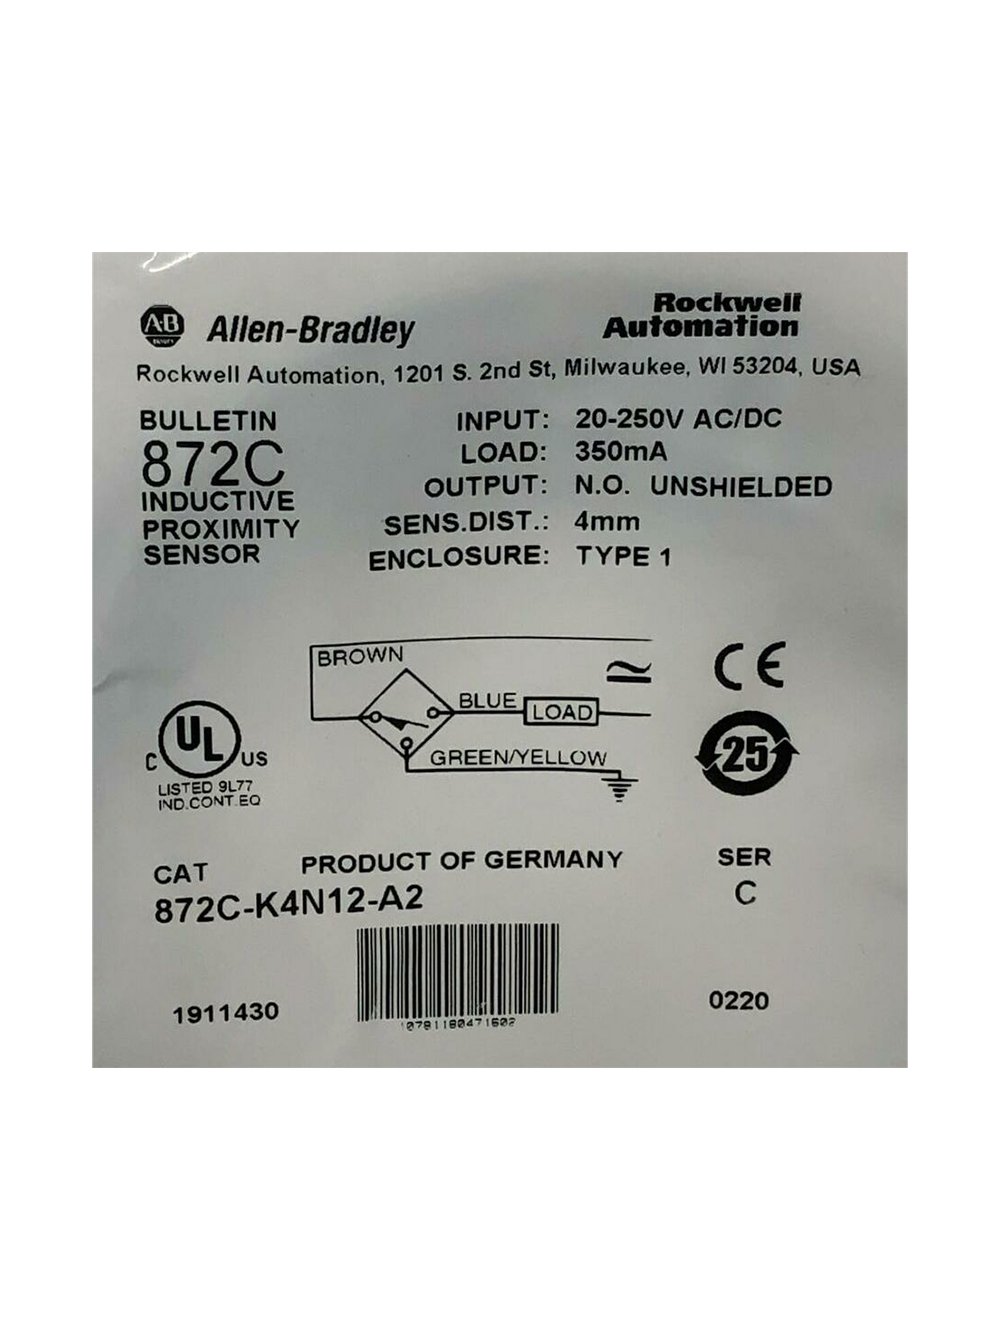 AB
Allen-Bradley
Rockwell
Automation
Rockwell Automation, 1201 S. 2nd St, Milwaukee, WI 53204, USA
BULLETIN
872C
INDUCTIVE
PROXIMITY
SENSOR
INPUT: 20-250V AC/DC
LOAD: 350mA
OUTPUT: N.O. UNSHIELDED
SENS.DIST.: 4mm
ENCLOSURE: TYPE 1
BROWN
BLUE
LOAD
GREEN/YELLOW
CE
25
C UL US
LISTED 9L77
IND.CONT.EQ
CAT
PRODUCT OF GERMANY
SER
872C-K4N12-A2
C
1911430
0220